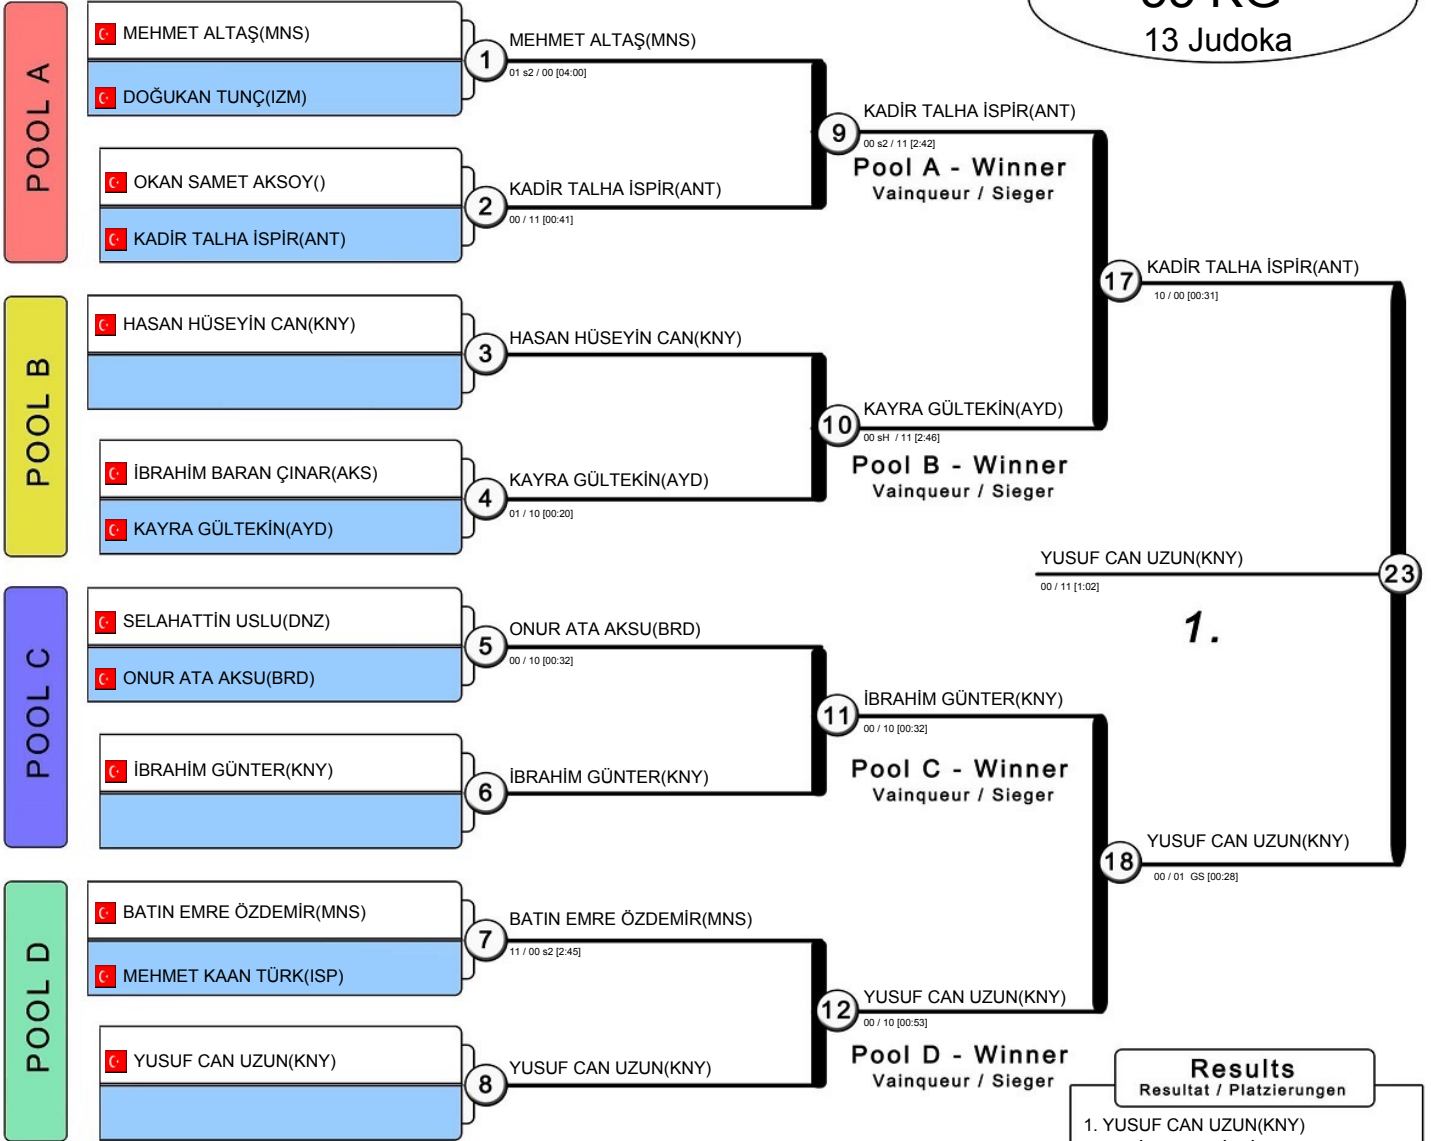 13 Judoka
POOL A
MEHMET ALTAŞ(MNS)
DOĞUKAN TUNÇ(IZM)
1
MEHMET ALTAŞ(MNS)
01 s2 / 00 [04:00]
OKAN SAMET AKSOY()
KADİR TALHA İSPİR(ANT)
2
KADİR TALHA İSPİR(ANT)
00 / 11 [00:41]
9
KADİR TALHA İSPİR(ANT)
00 s2 / 11 [2:42]
Pool A - Winner
Vainqueur / Sieger
POOL B
HASAN HÜSEYİN CAN(KNY)
3
HASAN HÜSEYİN CAN(KNY)
İBRAHİM BARAN ÇINAR(AKS)
KAYRA GÜLTEKİN(AYD)
4
KAYRA GÜLTEKİN(AYD)
01 / 10 [00:20]
10
KAYRA GÜLTEKİN(AYD)
00 sH / 11 [2:46]
Pool B - Winner
Vainqueur / Sieger
17
KADİR TALHA İSPİR(ANT)
10 / 00 [00:31]
YUSUF CAN UZUN(KNY)
23
00 / 11 [1:02]
1.
POOL C
SELAHATTİN USLU(DNZ)
ONUR ATA AKSU(BRD)
5
ONUR ATA AKSU(BRD)
00 / 10 [00:32]
İBRAHİM GÜNTER(KNY)
6
İBRAHİM GÜNTER(KNY)
11
İBRAHİM GÜNTER(KNY)
00 / 10 [00:32]
Pool C - Winner
Vainqueur / Sieger
POOL D
BATIN EMRE ÖZDEMİR(MNS)
MEHMET KAAN TÜRK(ISP)
7
BATIN EMRE ÖZDEMİR(MNS)
11 / 00 s2 [2:45]
YUSUF CAN UZUN(KNY)
8
YUSUF CAN UZUN(KNY)
12
YUSUF CAN UZUN(KNY)
00 / 10 [00:53]
Pool D - Winner
Vainqueur / Sieger
18
YUSUF CAN UZUN(KNY)
00 / 01 GS [00:28]
Results
Resultat / Platzierungen
1. YUSUF CAN UZUN(KNY)